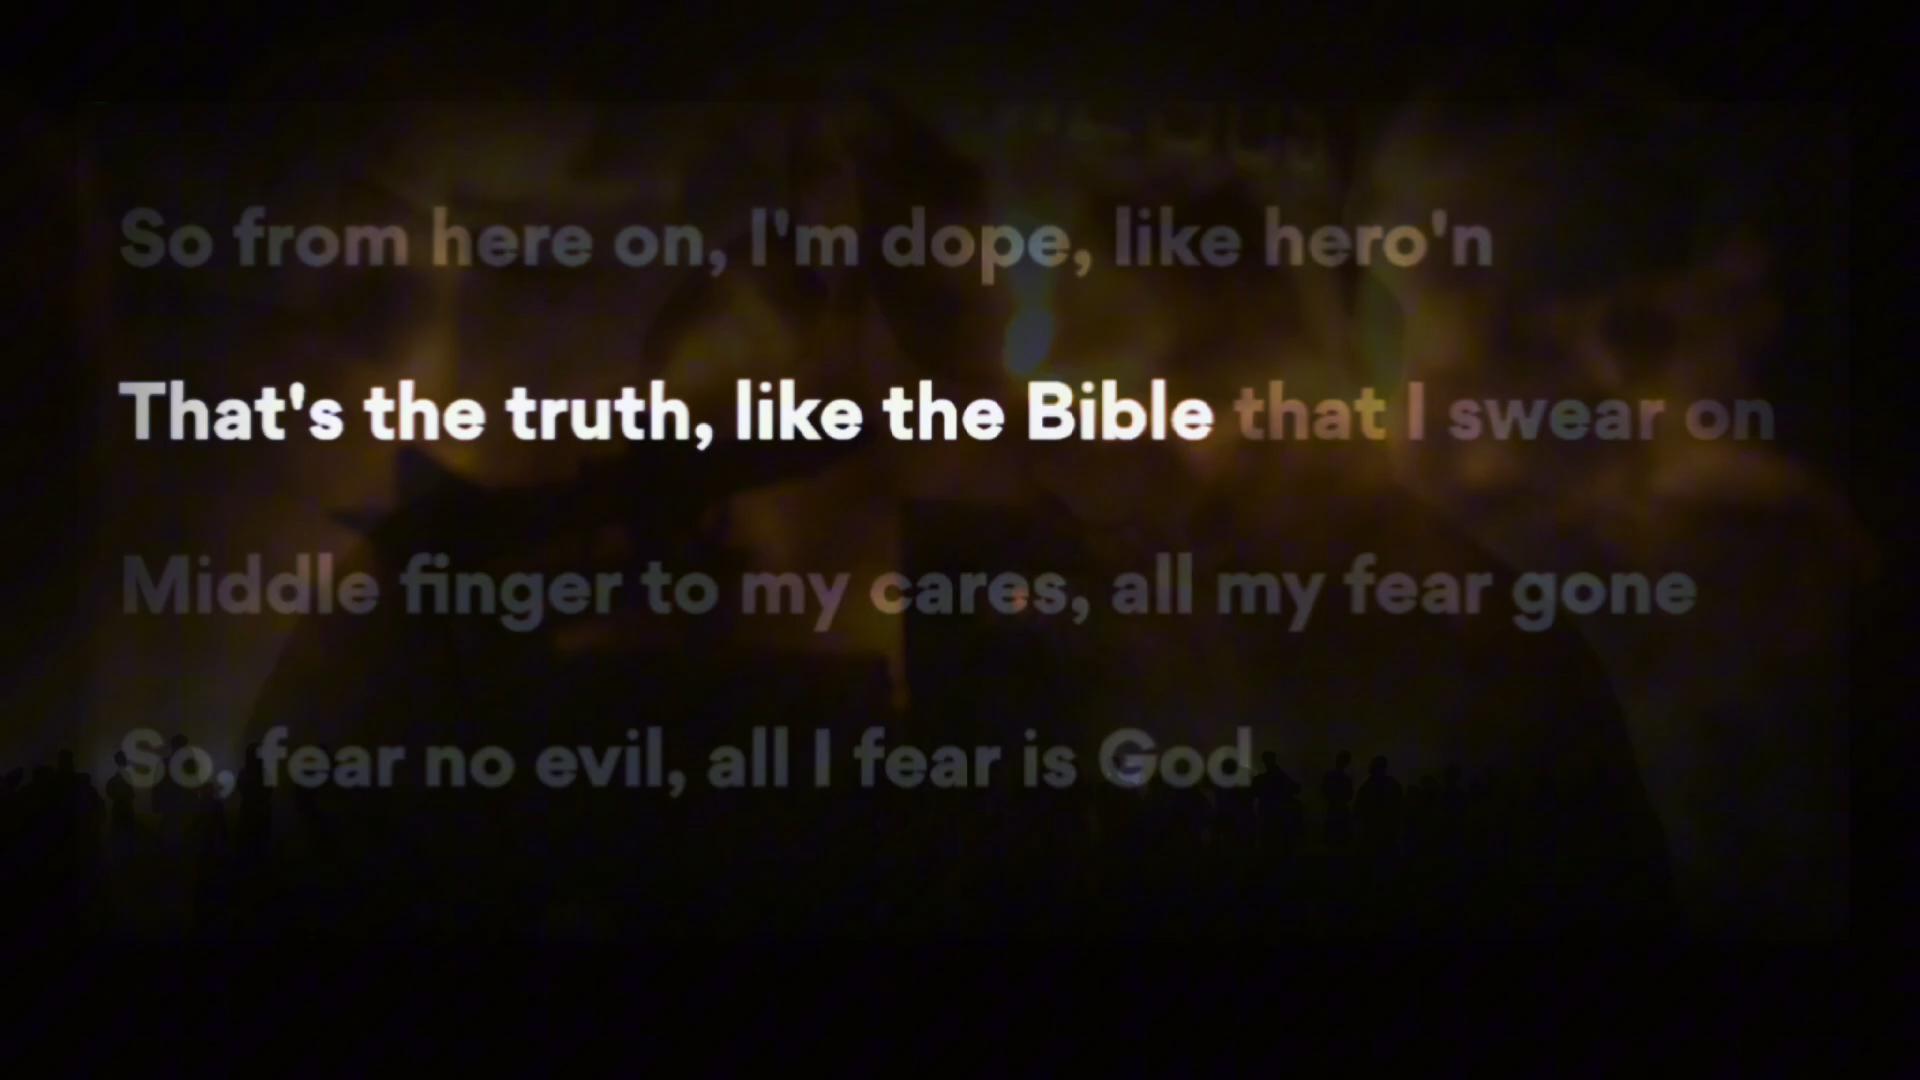 So from here on, I'm dope, like hero'n
That's the truth, like the Bible that I swear on
Middle finger to my cares, all my fear gone
So, fear no evil, all I fear is God